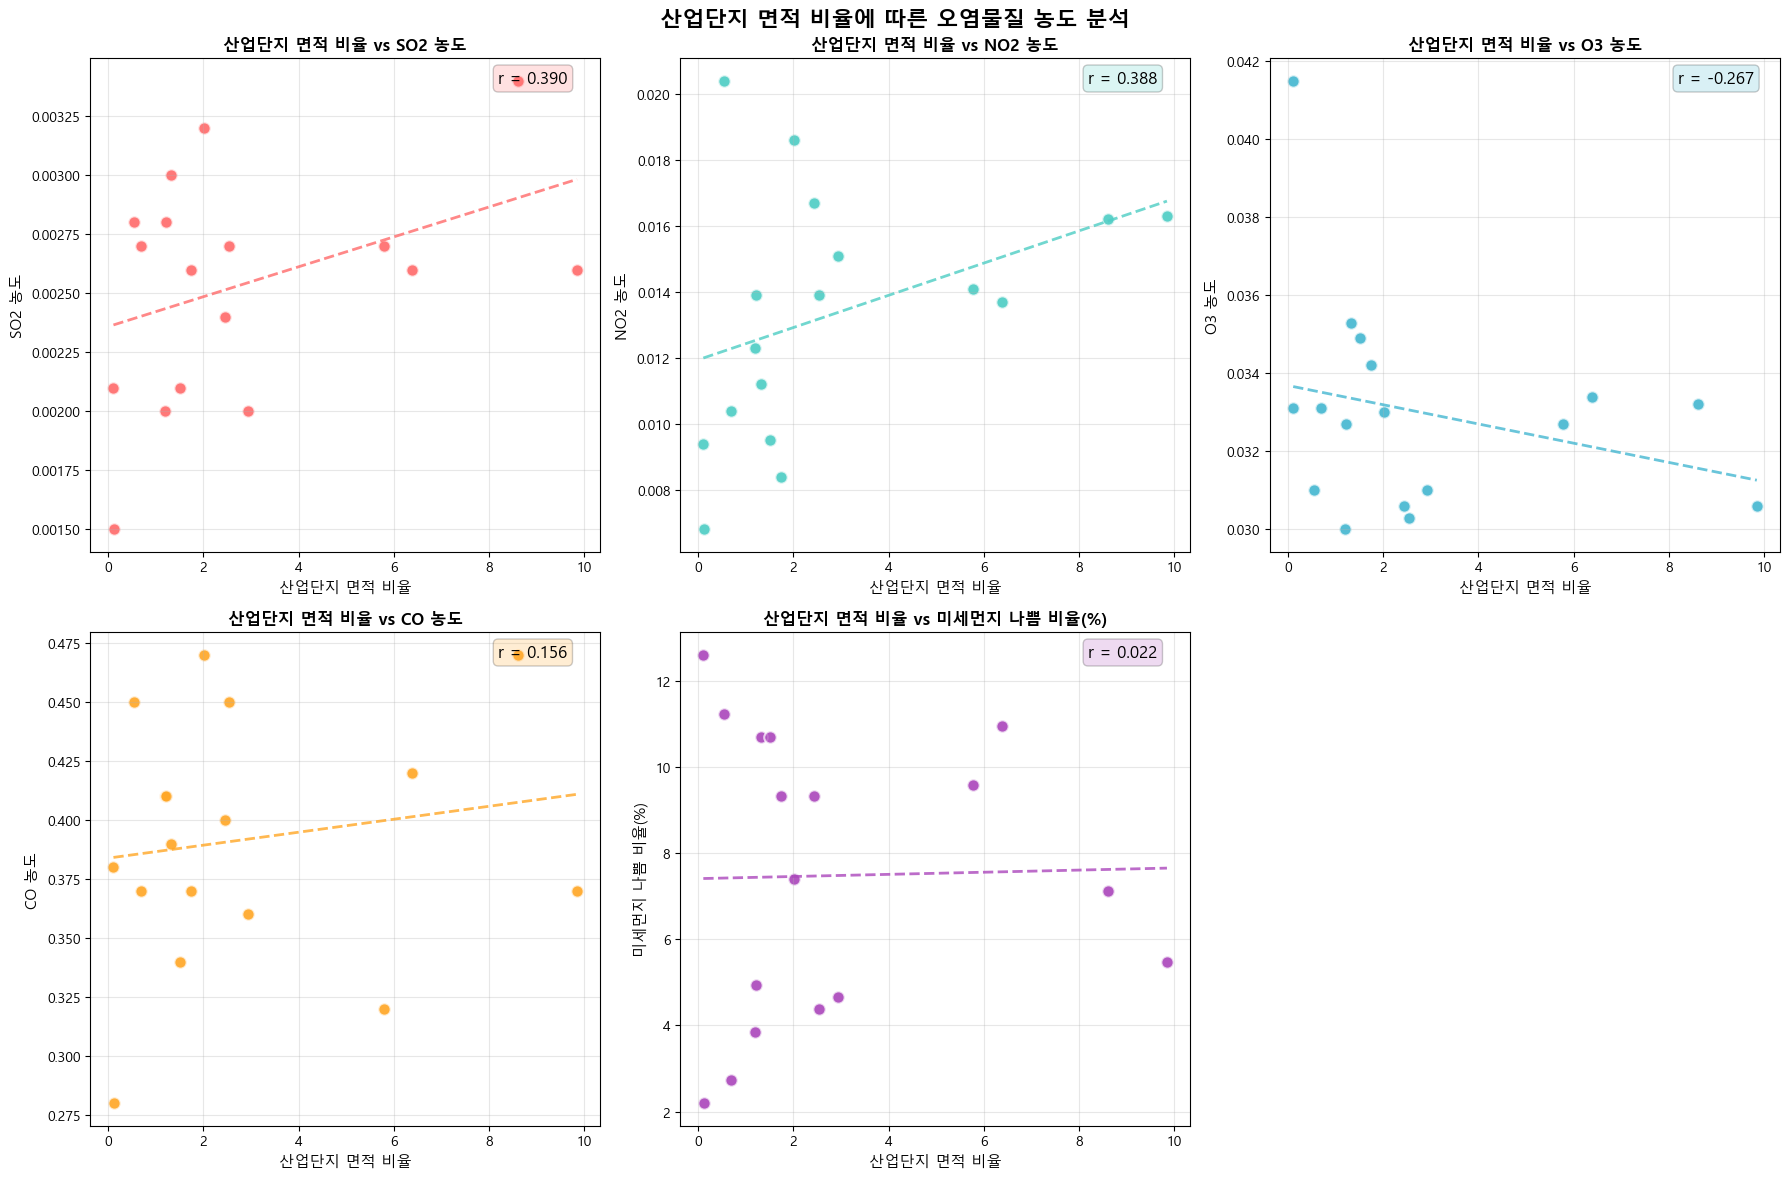 산업단지 면적 비율에 따른 오염물질 농도 분석
산업단지 면적 비율 vs SO2 농도
r = 0.390
SO2 농도
0.00325
0.00300
0.00275
0.00250
0.00225
0.00200
0.00175
0.00150
0 2 4 6 8 10
산업단지 면적 비율
산업단지 면적 비율 vs NO2 농도
r = 0.388
NO2 농도
0.020
0.018
0.016
0.014
0.012
0.010
0.008
0 2 4 6 8 10
산업단지 면적 비율
산업단지 면적 비율 vs O3 농도
r = -0.267
O3 농도
0.042
0.040
0.038
0.036
0.034
0.032
0.030
0 2 4 6 8 10
산업단지 면적 비율
산업단지 면적 비율 vs CO 농도
r = 0.156
CO 농도
0.475
0.450
0.425
0.400
0.375
0.350
0.325
0.300
0.275
0 2 4 6 8 10
산업단지 면적 비율
산업단지 면적 비율 vs 미세먼지 나쁨 비율(%)
r = 0.022
미세먼지 나쁨 비율(%)
12
10
8
6
4
2
0 2 4 6 8 10
산업단지 면적 비율